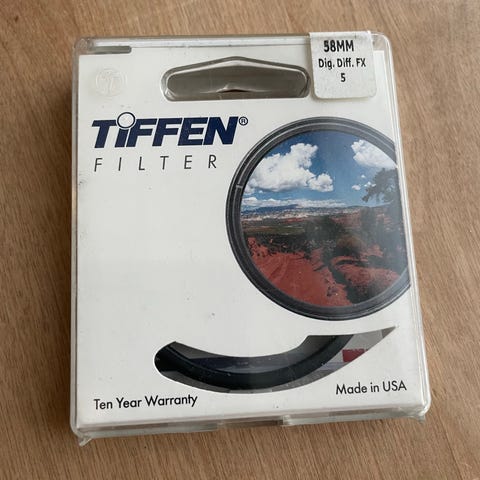 58MM
Dig. Diff. FX
5
TiFFEN®
FILTER
Ten Year Warranty
Made in USA